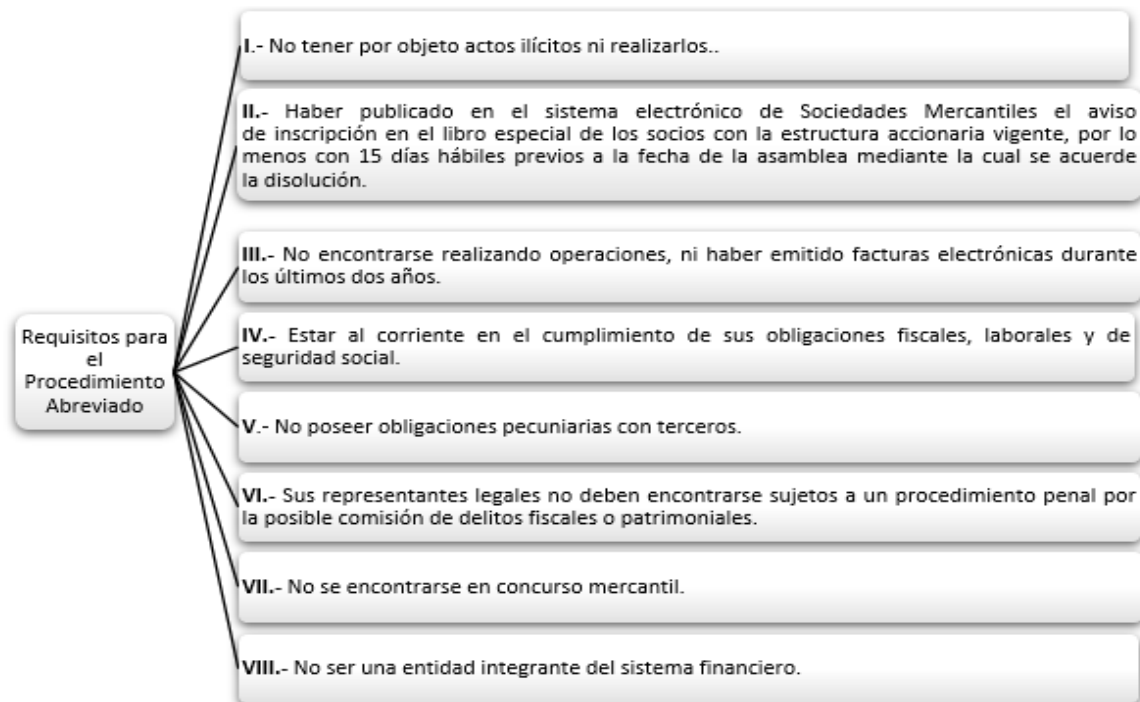 I.- No tener por objeto actos ilícitos ni realizarlos..
II.- Haber publicado en el sistema electrónico de Sociedades Mercantiles el aviso
de inscripción en el libro especial de los socios con la estructura accionaria vigente, por lo
menos con 15 días hábiles previos a la fecha de la asamblea mediante la cual se acuerde
la disolución.
III.- No encontrarse realizando operaciones, ni haber emitido facturas electrónicas durante
los últimos dos años.
Requisitos para
el
Procedimiento
Abreviado
IV.- Estar al corriente en el cumplimiento de sus obligaciones fiscales, laborales y de
seguridad social.
V.- No poseer obligaciones pecuniarias con terceros.
VI.- Sus representantes legales no deben encontrarse sujetos a un procedimiento penal por
la posible comisión de delitos fiscales o patrimoniales.
VII.- No se encontrarse en concurso mercantil.
VIII.- No ser una entidad integrante del sistema financiero.